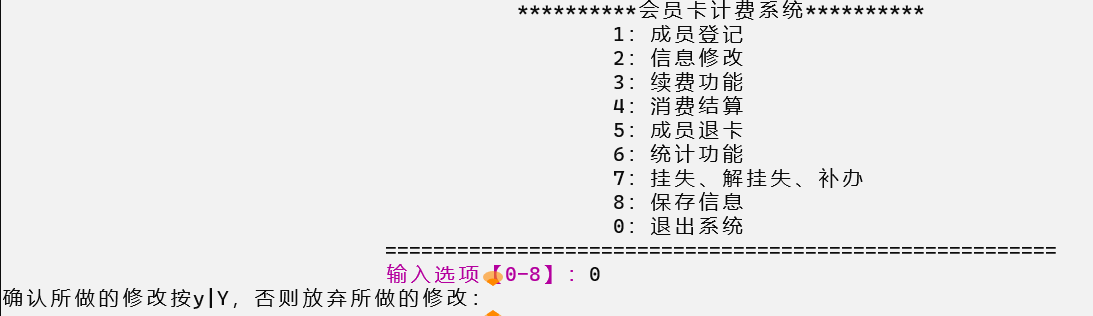 **********会员卡计费系统**********
1: 成员登记
2: 信息修改
3: 续费功能
4: 消费结算
5: 成员退卡
6: 统计功能
7: 挂失、解挂失、补办
8: 保存信息
0: 退出系统
========================================================
输入选项【0-8】: 0
确认所做的修改按y|Y, 否则放弃所做的修改: